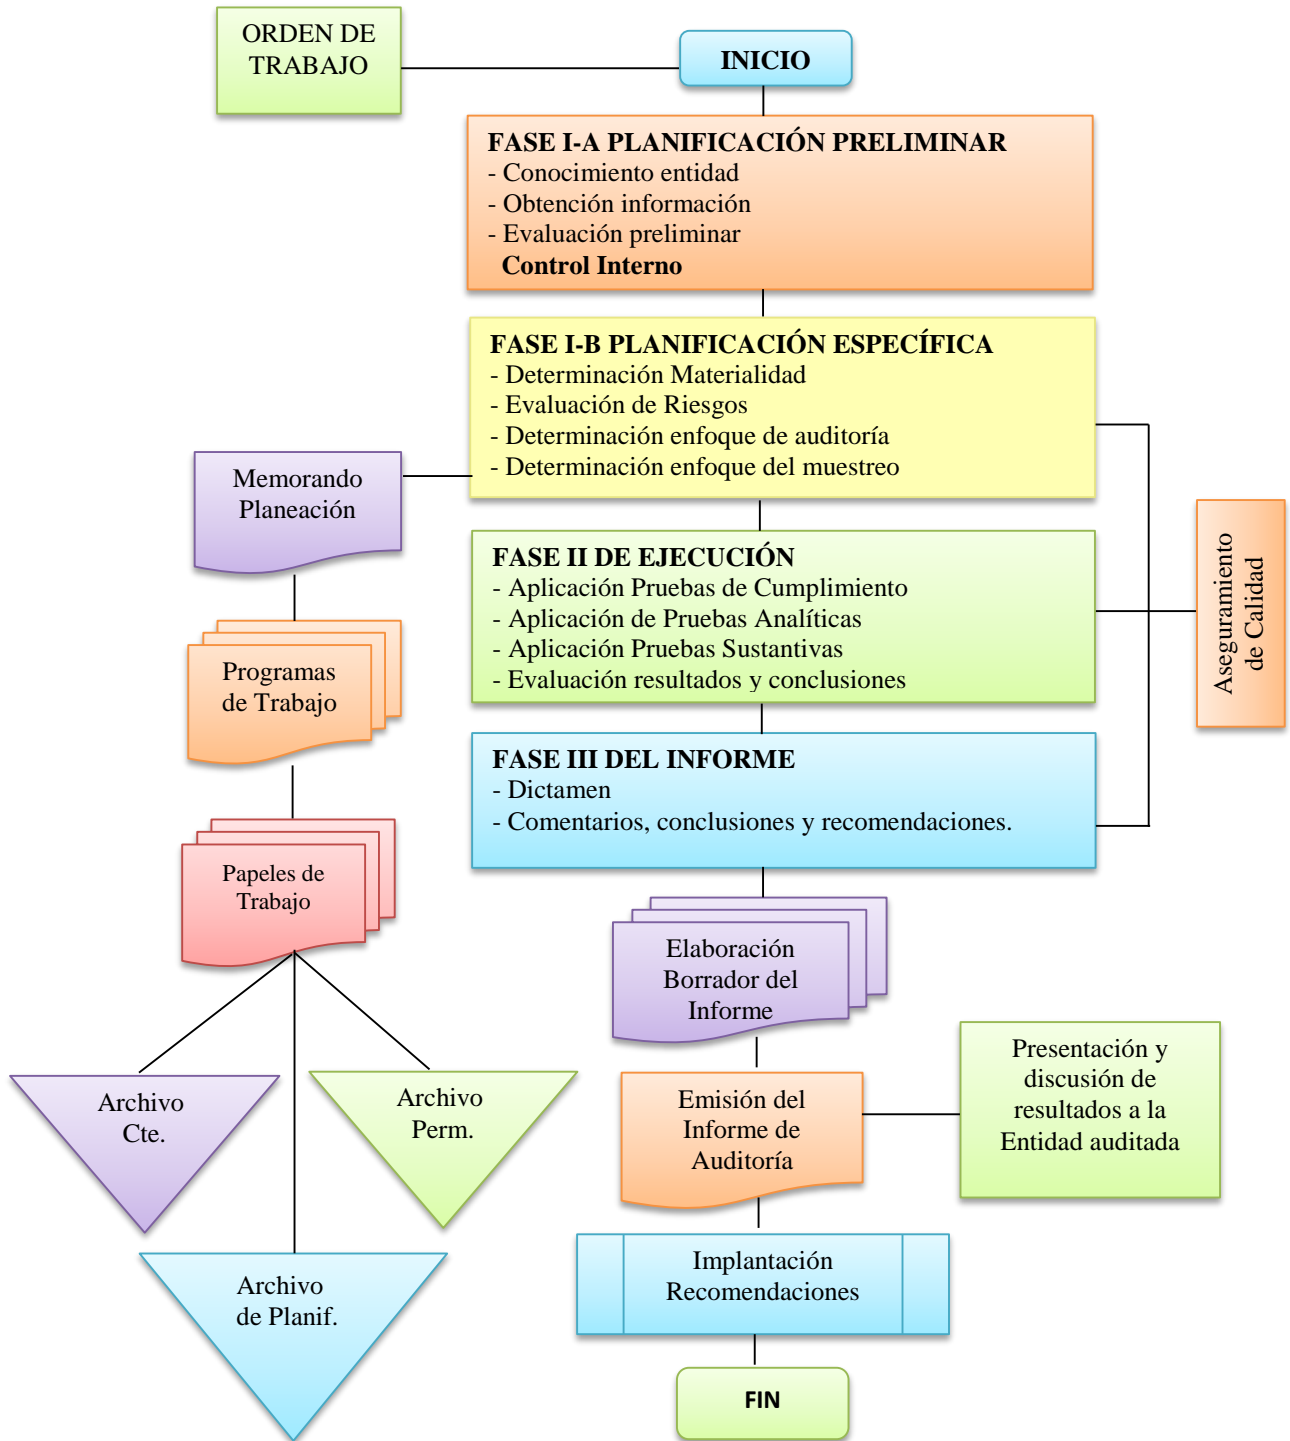 ORDEN DE
TRABAJO
INICIO
FASE I-A PLANIFICACIÓN PRELIMINAR
- Conocimiento entidad
- Obtención información
- Evaluación preliminar
Control Interno
FASE I-B PLANIFICACIÓN ESPECÍFICA
- Determinación Materialidad
- Evaluación de Riesgos
- Determinación enfoque de auditoría
- Determinación enfoque del muestreo
Memorando
Planeación
FASE II DE EJECUCIÓN
- Aplicación Pruebas de Cumplimiento
- Aplicación de Pruebas Analíticas
- Aplicación Pruebas Sustantivas
- Evaluación resultados y conclusiones
Aseguramiento
de Calidad
Programas
de Trabajo
FASE III DEL INFORME
- Dictamen
- Comentarios, conclusiones y recomendaciones.
Papeles de
Trabajo
Elaboración
Borrador del
Informe
Archivo
Cte.
Archivo
Perm.
Archivo
de Planif.
Emisión del
Informe de
Auditoría
Presentación y
discusión de
resultados a la
Entidad auditada
Implantación
Recomendaciones
FIN